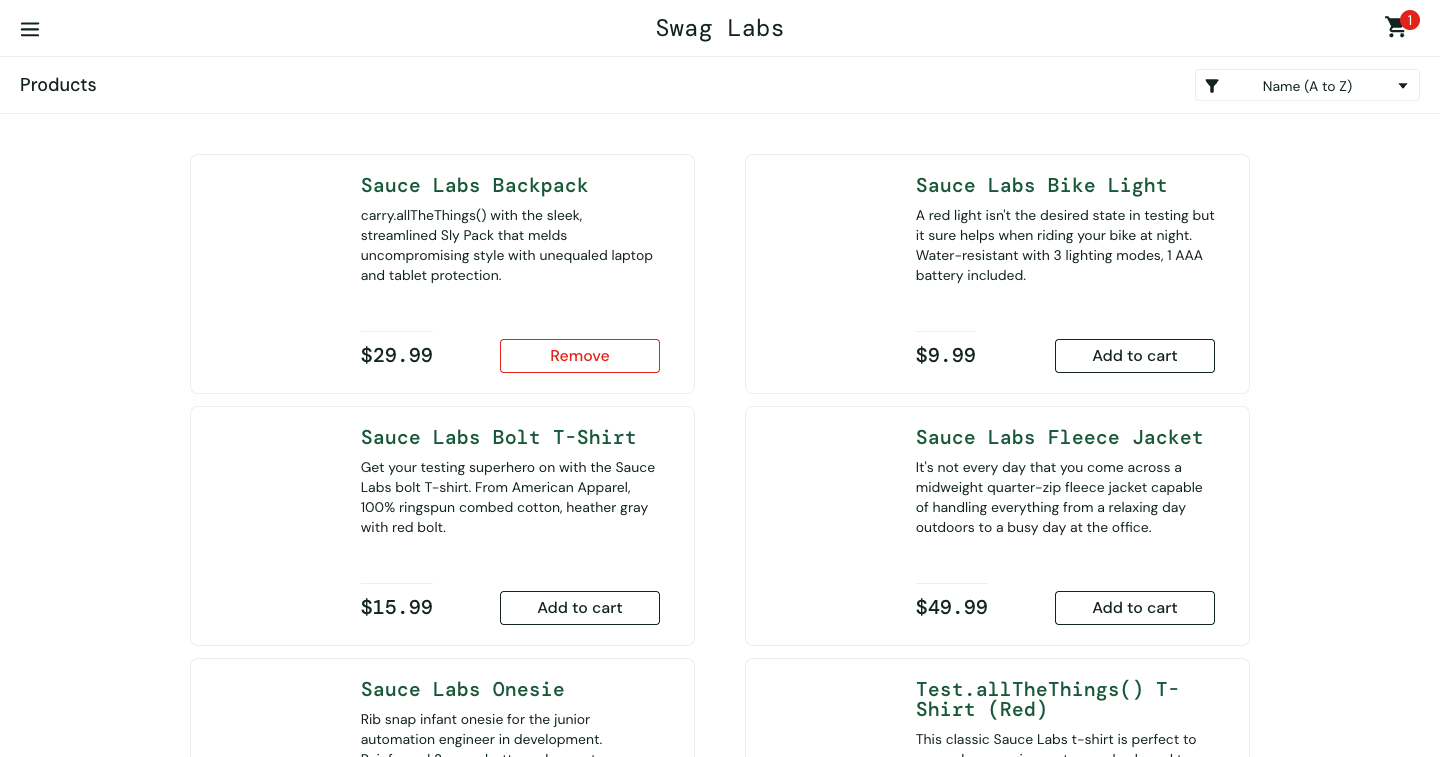 Swag Labs
1
Products
Name (A to Z)
Sauce Labs Backpack
carry.allTheThings() with the sleek,
streamlined Sly Pack that melds
uncompromising style with unequaled laptop
and tablet protection.
$29.99
Remove
Sauce Labs Bike Light
A red light isn't the desired state in testing but
it sure helps when riding your bike at night.
Water-resistant with 3 lighting modes, 1 AAA
battery included.
$9.99
Add to cart
Sauce Labs Bolt T-Shirt
Get your testing superhero on with the Sauce
Labs bolt T-shirt. From American Apparel,
100% ringspun combed cotton, heather gray
with red bolt.
$15.99
Add to cart
Sauce Labs Fleece Jacket
It's not every day that you come across a
midweight quarter-zip fleece jacket capable
of handling everything from a relaxing day
outdoors to a busy day at the office.
$49.99
Add to cart
Sauce Labs Onesie
Rib snap infant onesie for the junior
automation engineer in development.
Test.allTheThings() T-
Shirt (Red)
This classic Sauce Labs t-shirt is perfect to